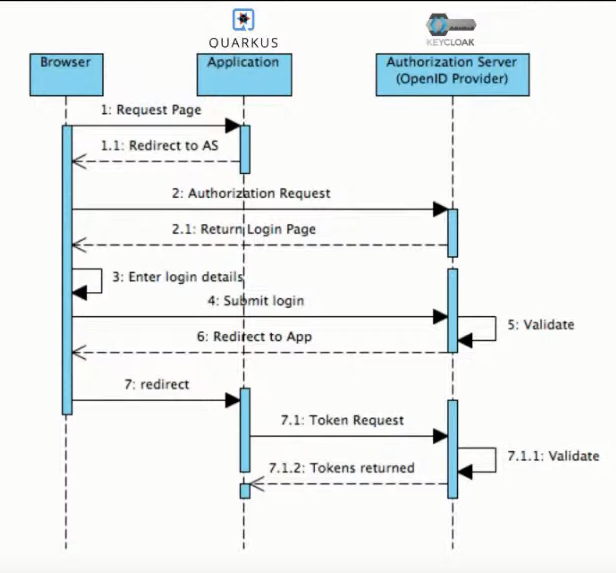 QUARKUS
KEYCLOAK
Browser
Application
Authorization Server
(OpenID Provider)
1: Request Page
1.1: Redirect to AS
2: Authorization Request
2.1: Return Login Page
3: Enter login details
4: Submit login
5: Validate
6: Redirect to App
7: redirect
7.1: Token Request
7.1.1: Validate
7.1.2: Tokens returned